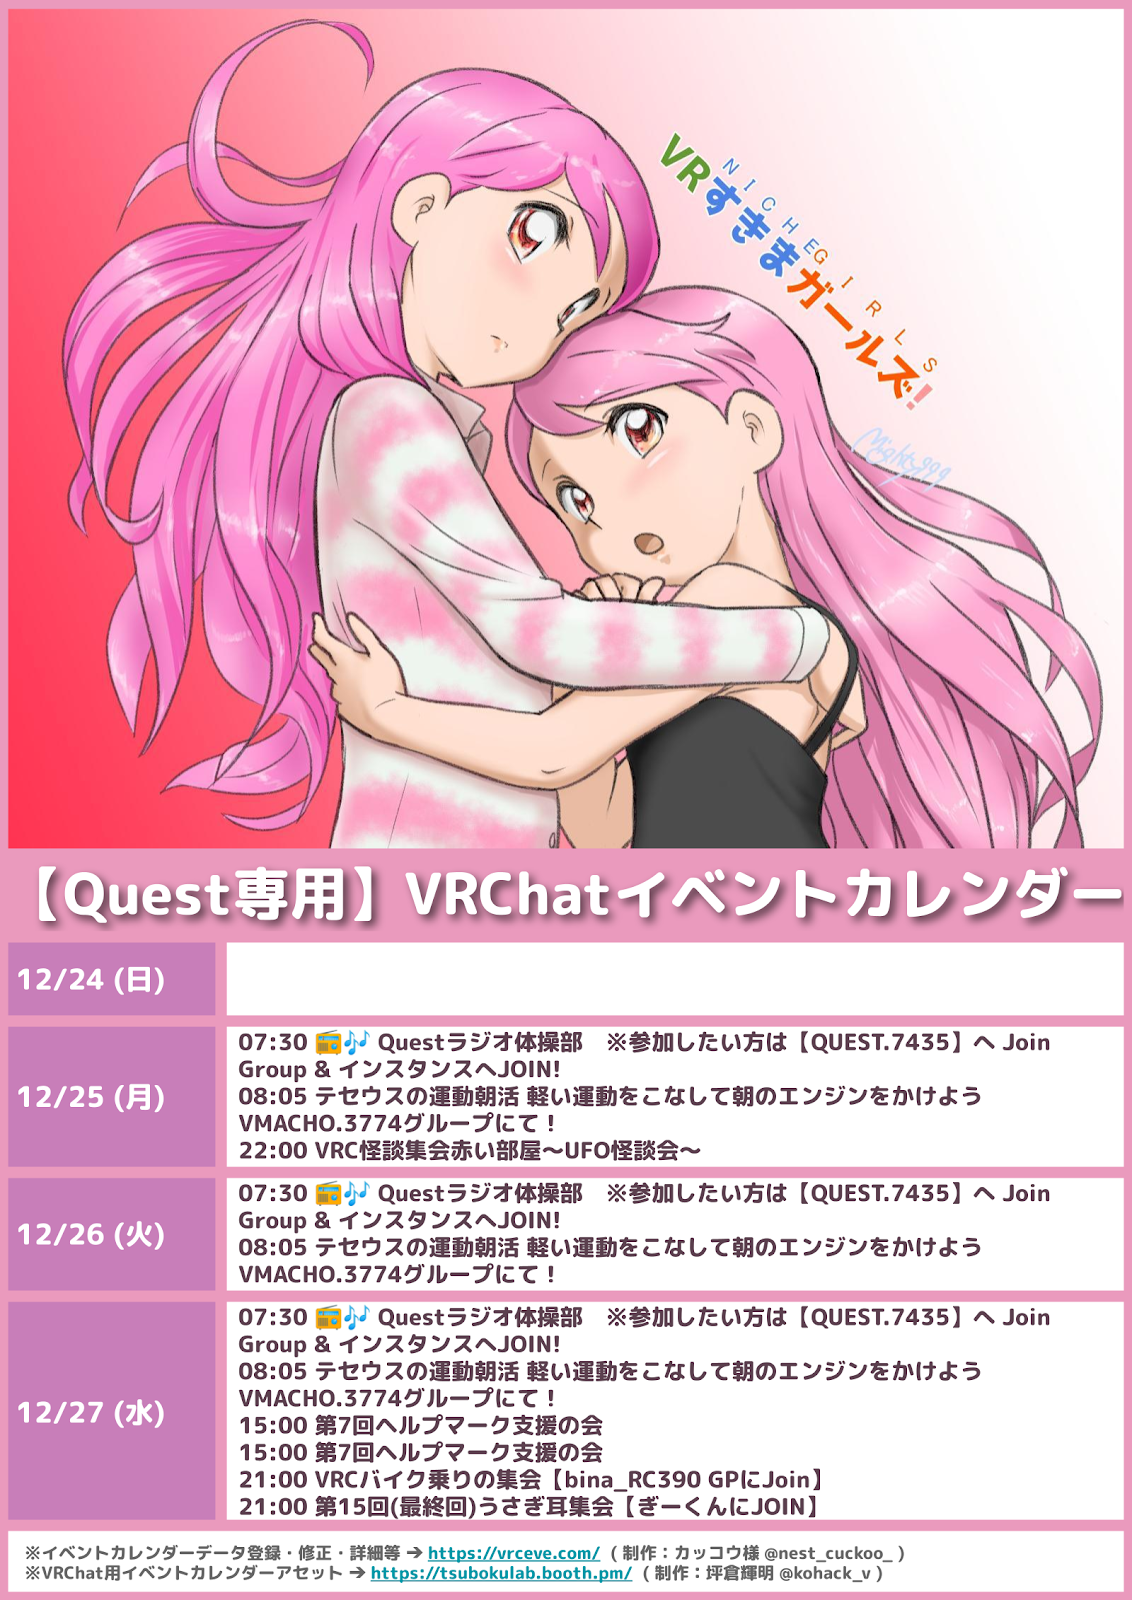 VRすきまガールズ!
NICHEGIRLS
Mighty999
【Quest専用】VRChatイベントカレンダー
12/24 (日)
12/25 (月)
07:30 📻🎶 Questラジオ体操部　※参加したい方は【QUEST.7435】へ Join
Group & インスタンスへJOIN!
08:05 テセウスの運動朝活 軽い運動をこなして朝のエンジンをかけよう
VMACHO.3774グループにて！
22:00 VRC怪談集会赤い部屋〜UFO怪談会〜
12/26 (火)
07:30 📻🎶 Questラジオ体操部　※参加したい方は【QUEST.7435】へ Join
Group & インスタンスへJOIN!
08:05 テセウスの運動朝活 軽い運動をこなして朝のエンジンをかけよう
VMACHO.3774グループにて！
12/27 (水)
07:30 📻🎶 Questラジオ体操部　※参加したい方は【QUEST.7435】へ Join
Group & インスタンスへJOIN!
08:05 テセウスの運動朝活 軽い運動をこなして朝のエンジンをかけよう
VMACHO.3774グループにて！
15:00 第7回ヘルプマーク支援の会
15:00 第7回ヘルプマーク支援の会
21:00 VRCバイク乗りの集会【bina_RC390 GPにJoin】
21:00 第15回(最終回)うさぎ耳集会【ぎーくんにJOIN】
※イベントカレンダーデータ登録・修正・詳細等 ➔ https://vrceve.com/ ( 制作：カッコウ様 @nest_cuckoo_ )
※VRChat用イベントカレンダーアセット ➔ https://tsubokulab.booth.pm/ ( 制作：坪倉輝明 @kohack_v )